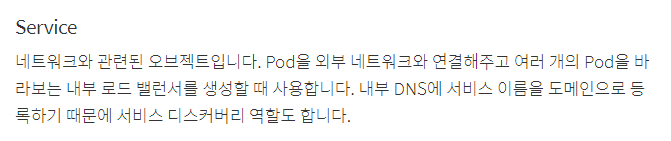 Service
네트워크와 관련된 오브젝트입니다. Pod을 외부 네트워크와 연결해주고 여러 개의 Pod을 바
라보는 내부 로드 밸런서를 생성할 때 사용합니다. 내부 DNS에 서비스 이름을 도메인으로 등
록하기 때문에 서비스 디스커버리 역할도 합니다.